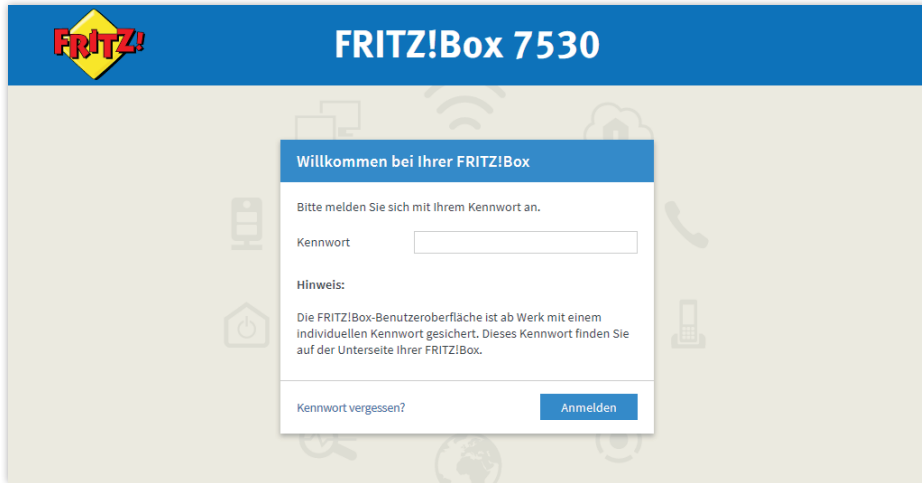 FRITZ!
FRITZ!Box 7530
Willkommen bei Ihrer FRITZ!Box
Bitte melden Sie sich mit Ihrem Kennwort an.
Kennwort
Hinweis:
Die FRITZ!Box-Benutzeroberfläche ist ab Werk mit einem
individuellen Kennwort gesichert. Dieses Kennwort finden Sie
auf der Unterseite Ihrer FRITZ!Box.
Kennwort vergessen?
Anmelden